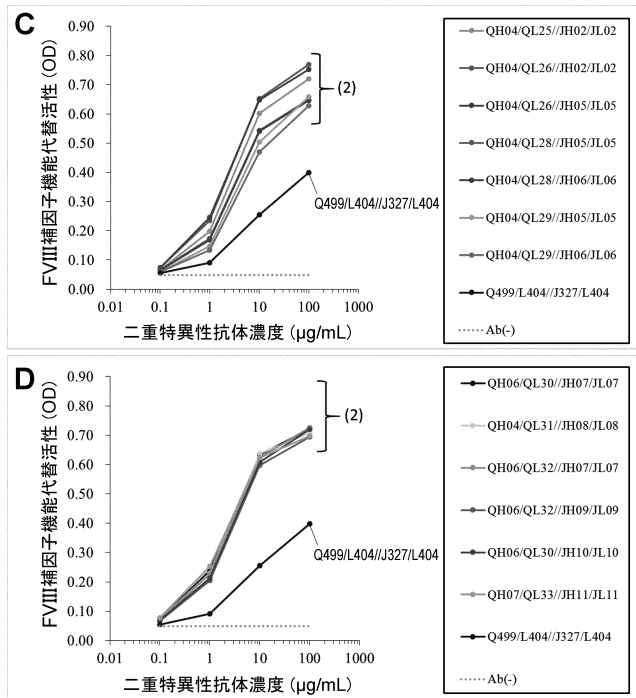 C
FVIII補因子機能代替活性 (OD)
0.90
0.80
0.70
0.60
0.50
0.40
0.30
0.20
0.10
0.00
0.01
0.1
1
10
100
1000
二重特異性抗体濃度 (μg/mL)
(2)
Q499/L404//J327/L404
QH04/QL25//JH02/JL02
QH04/QL26//JH02/JL02
QH04/QL26//JH05/JL05
QH04/QL28//JH05/JL05
QH04/QL28//JH06/JL06
QH04/QL29//JH05/JL05
QH04/QL29//JH06/JL06
Q499/L404//J327/L404
Ab(-)
D
FVIII補因子機能代替活性 (OD)
0.90
0.80
0.70
0.60
0.50
0.40
0.30
0.20
0.10
0.00
0.01
0.1
1
10
100
1000
二重特異性抗体濃度 (μg/mL)
(2)
Q499/L404//J327/L404
QH06/QL30//JH07/JL07
QH04/QL31//JH08/JL08
QH06/QL32//JH07/JL07
QH06/QL32//JH09/JL09
QH06/QL30//JH10/JL10
QH07/QL33//JH11/JL11
Q499/L404//J327/L404
Ab(-)